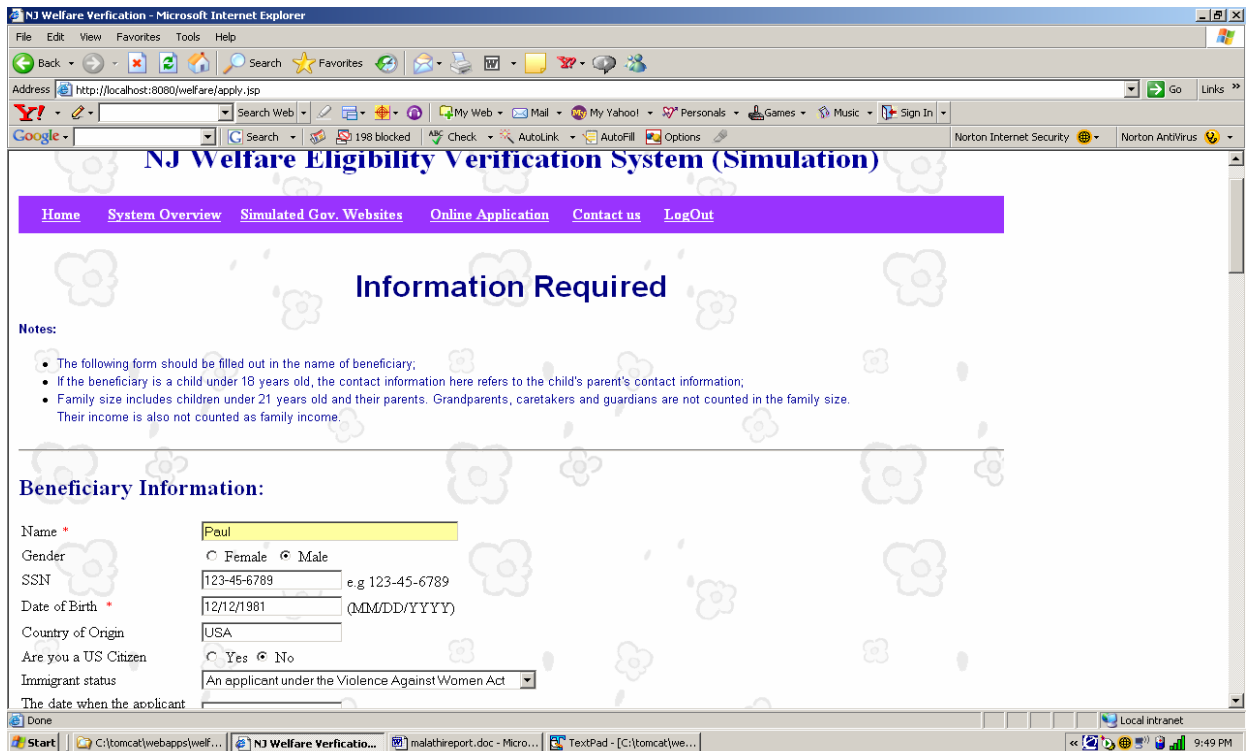 NJ Welfare Verfication - Microsoft Internet Explorer
File Edit View Favorites Tools Help
Back Search Favorites
Address http://localhost:8080/welfare/apply.jsp Go Links »
Y! Search Web My Web Mail My Yahoo! Personals Games Music Sign In
Google Search 198 blocked Check AutoLink AutoFill Options Norton Internet Security Norton AntiVirus
NJ Welfare Eligibility Verification System (Simulation)
Home System Overview Simulated Gov. Websites Online Application Contact us LogOut
Information Required
Notes:
• The following form should be filled out in the name of beneficiary;
• If the beneficiary is a child under 18 years old, the contact information here refers to the child's parent's contact information;
• Family size includes children under 21 years old and their parents. Grandparents, caretakers and guardians are not counted in the family size.
Their income is also not counted as family income.
Beneficiary Information:
Name * Paul
Gender Female Male
SSN 123-45-6789 e.g 123-45-6789
Date of Birth * 12/12/1981 (MM/DD/YYYY)
Country of Origin USA
Are you a US Citizen Yes No
Immigrant status An applicant under the Violence Against Women Act
The date when the applicant
Done Local intranet
Start C:\tomcat\webapps\welf... NJ Welfare Verficatio... malathireport.doc - Micro... TextPad - [C:\tomcat\we... « 9:49 PM